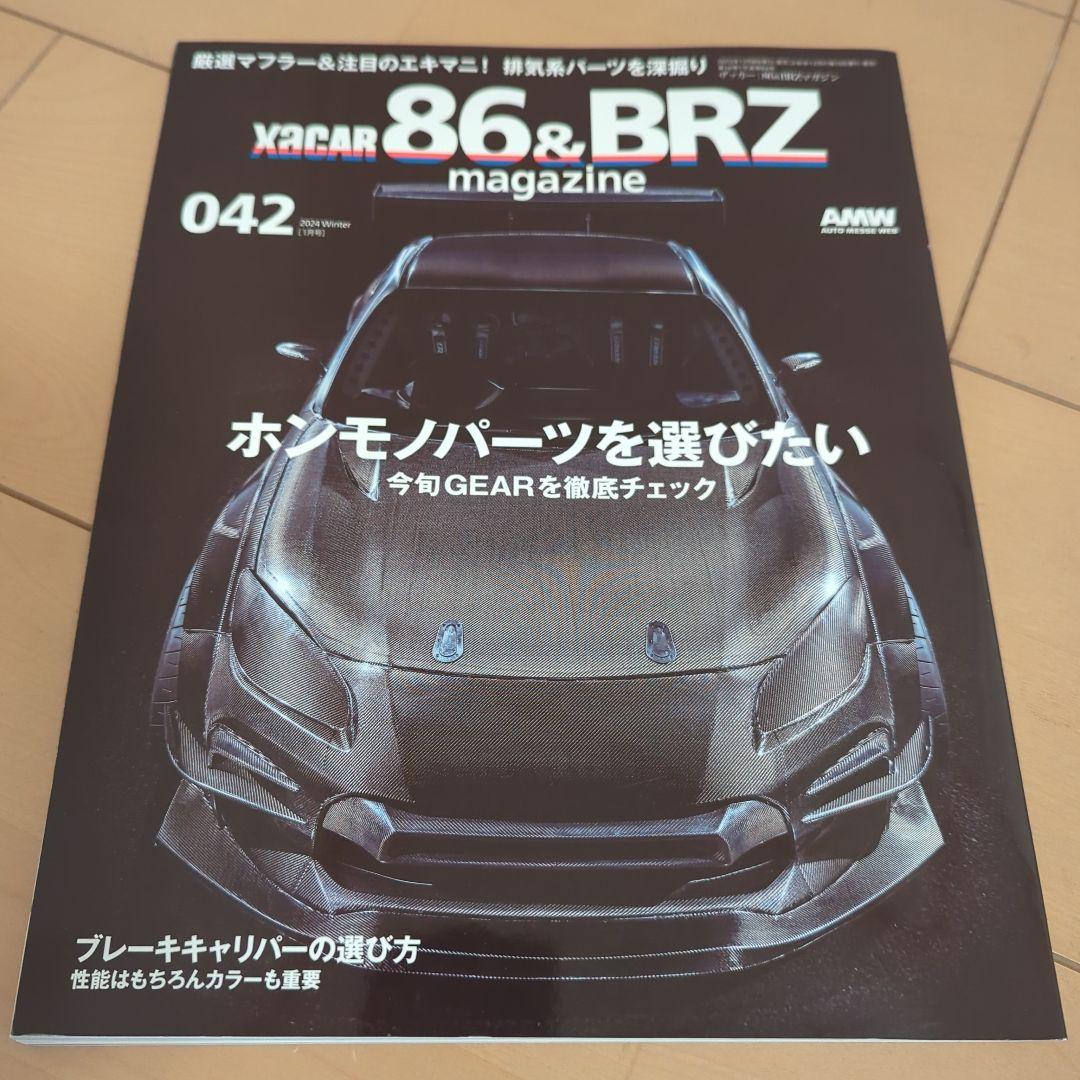 厳選マフラー&注目のエキマニ! 排気系パーツを深掘り
XaCAR 86&BRZ
magazine
042
2024 Winter
[1月号]
AMW
AUTO MESSE WEB
ホンモノパーツを選びたい
今旬GEARを徹底チェック
ブレーキキャリパーの選び方
性能はもちろんカラーも重要